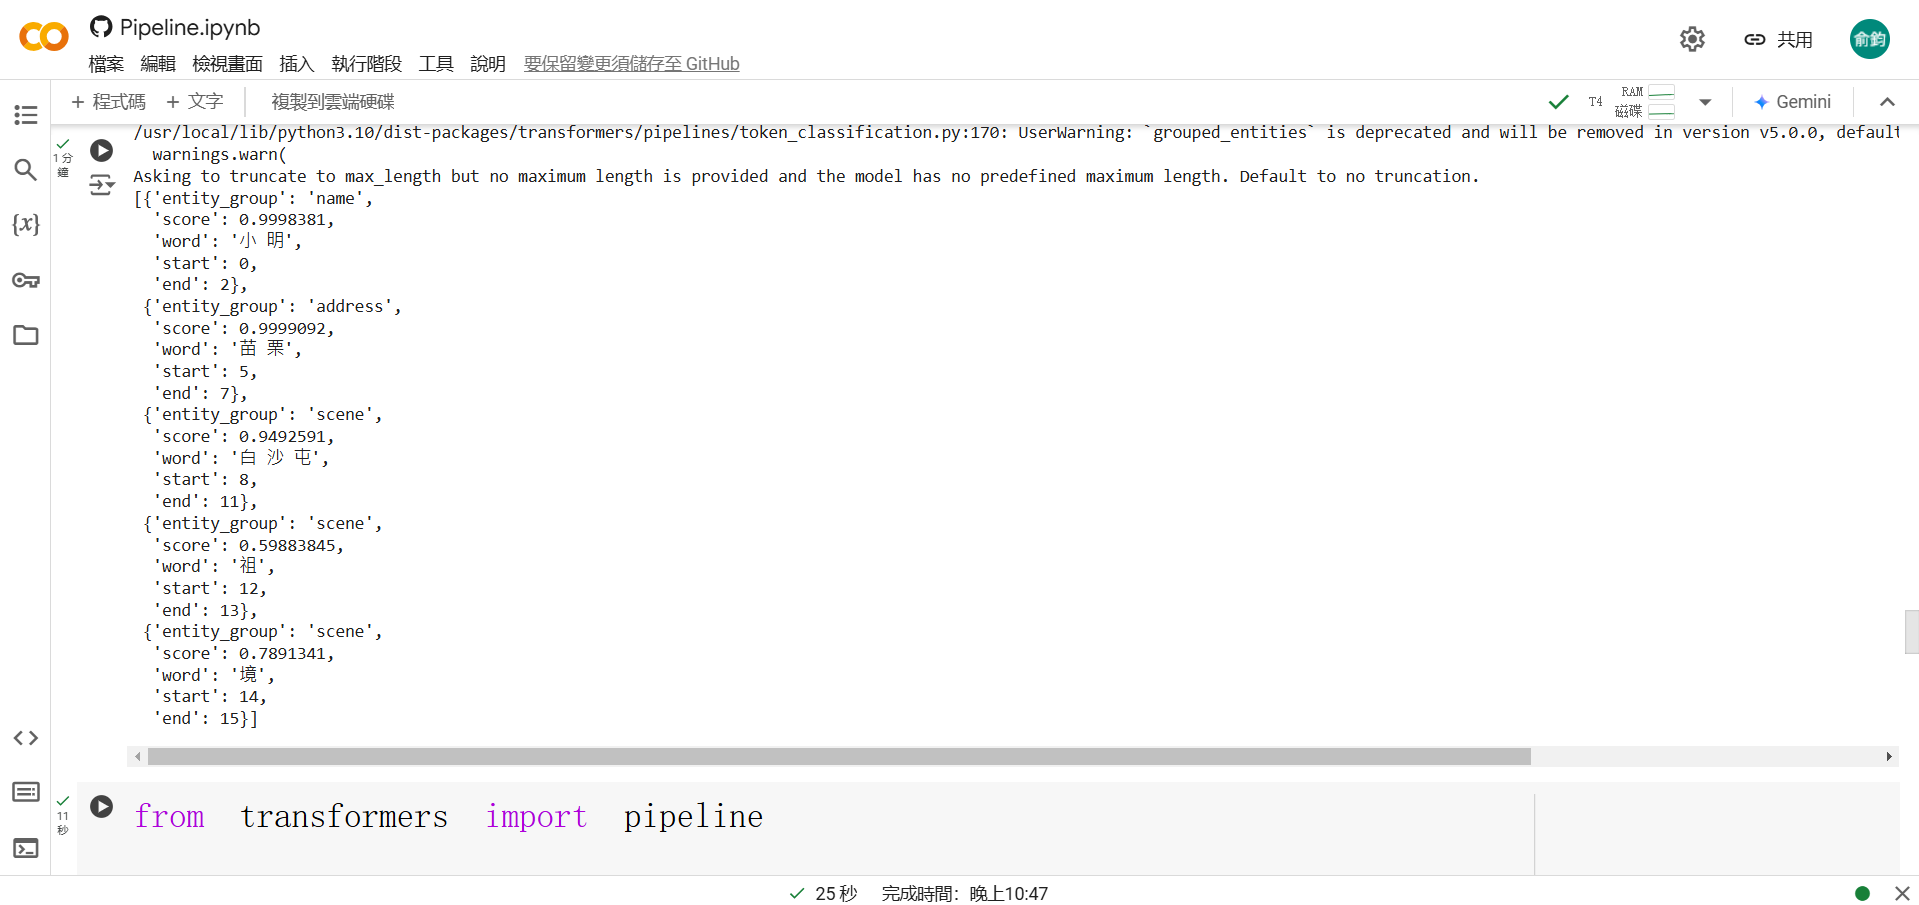 Pipeline.ipynb
檔案 編輯 檢視畫面 插入 執行階段 工具 說明 要保留變更須儲存至 GitHub
共用
俞鈞
+ 程式碼 + 文字 複製到雲端硬碟
T4
RAM
磁碟
Gemini
/usr/local/lib/python3.10/dist-packages/transformers/pipelines/token_classification.py:170: UserWarning: `grouped_entities` is deprecated and will be removed in version v5.0.0, default
warnings.warn(
Asking to truncate to max_length but no maximum length is provided and the model has no predefined maximum length. Default to no truncation.
[{'entity_group': 'name',
'score': 0.9998381,
'word': '小 明',
'start': 0,
'end': 2},
{'entity_group': 'address',
'score': 0.9999092,
'word': '苗 栗',
'start': 5,
'end': 7},
{'entity_group': 'scene',
'score': 0.9492591,
'word': '白 沙 屯',
'start': 8,
'end': 11},
{'entity_group': 'scene',
'score': 0.59883845,
'word': '祖',
'start': 12,
'end': 13},
{'entity_group': 'scene',
'score': 0.7891341,
'word': '境',
'start': 14,
'end': 15}]
1 分
鐘
{x}
from transformers import pipeline
11
秒
25 秒 完成時間：晚上10:47